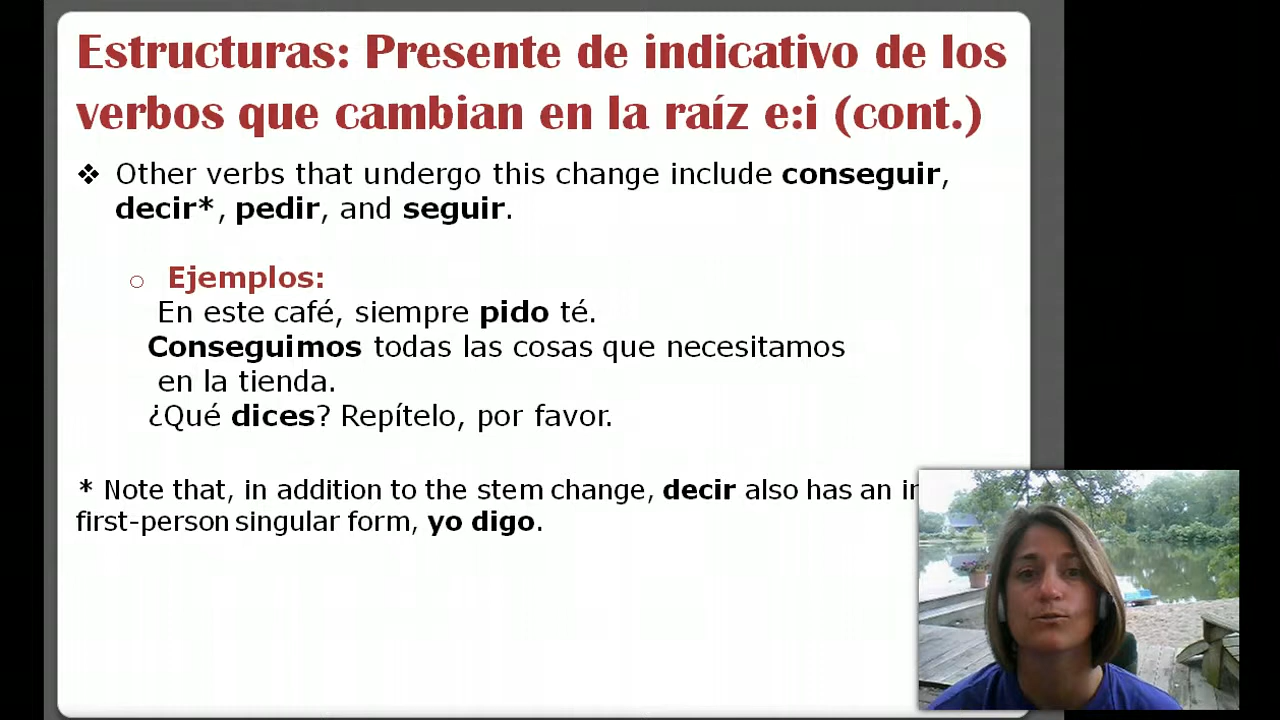 Estructuras: Presente de indicativo de los
verbos que cambian en la raíz e:i (cont.)
❖ Other verbs that undergo this change include conseguir,
decir*, pedir, and seguir.
○ Ejemplos:
En este café, siempre pido té.
Conseguimos todas las cosas que necesitamos
en la tienda.
¿Qué dices? Repítelo, por favor.
* Note that, in addition to the stem change, decir also has an
first-person singular form, yo digo.